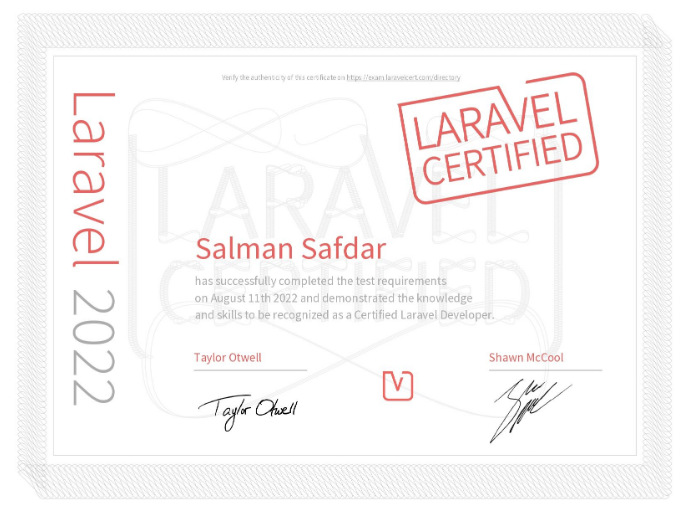 Verify the authenticity of this certificate on https://exam.laravelcert.com/directory
Laravel 2022
LARAVEL
CERTIFIED
LARAVEL
CERTIFIED
Salman Safdar
has successfully completed the test requirements
on August 11th 2022 and demonstrated the knowledge
and skills to be recognized as a Certified Laravel Developer.
Taylor Otwell
Shawn McCool
Taylor Otwell